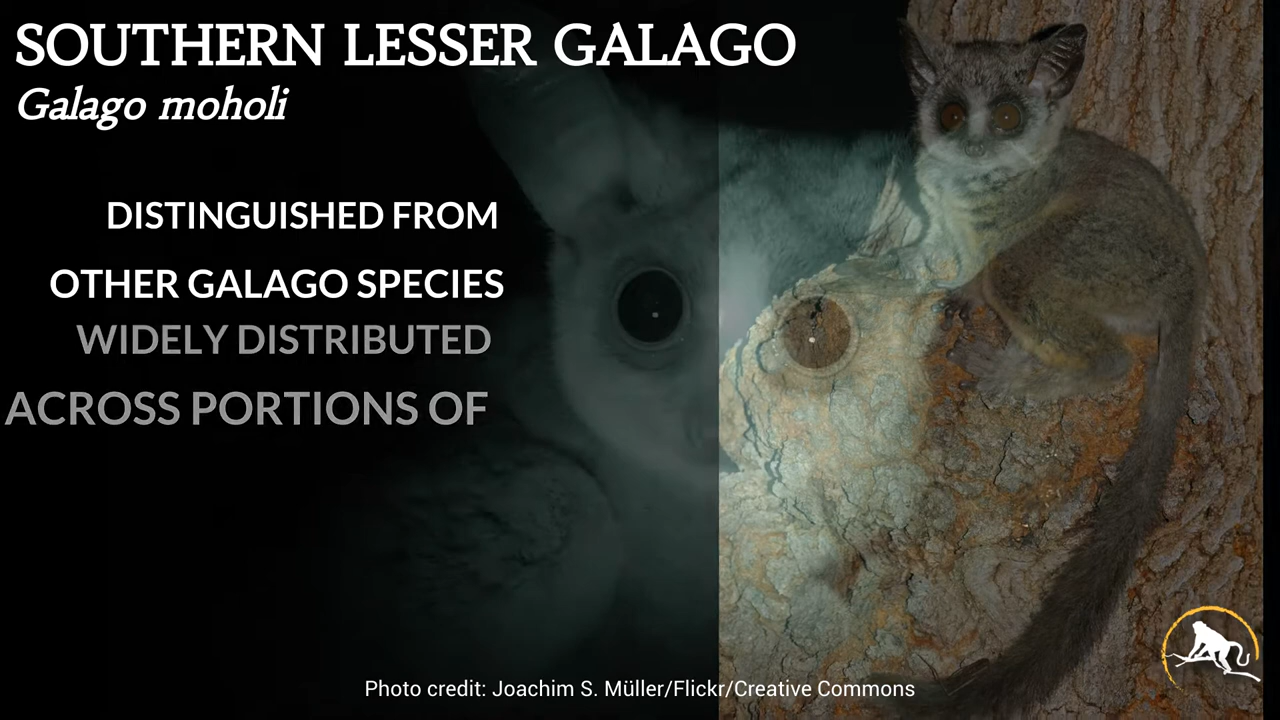 SOUTHERN LESSER GALAGO
Galago moholi
DISTINGUISHED FROM
OTHER GALAGO SPECIES
WIDELY DISTRIBUTED
ACROSS PORTIONS OF
Photo credit: Joachim S. Müller/Flickr/Creative Commons